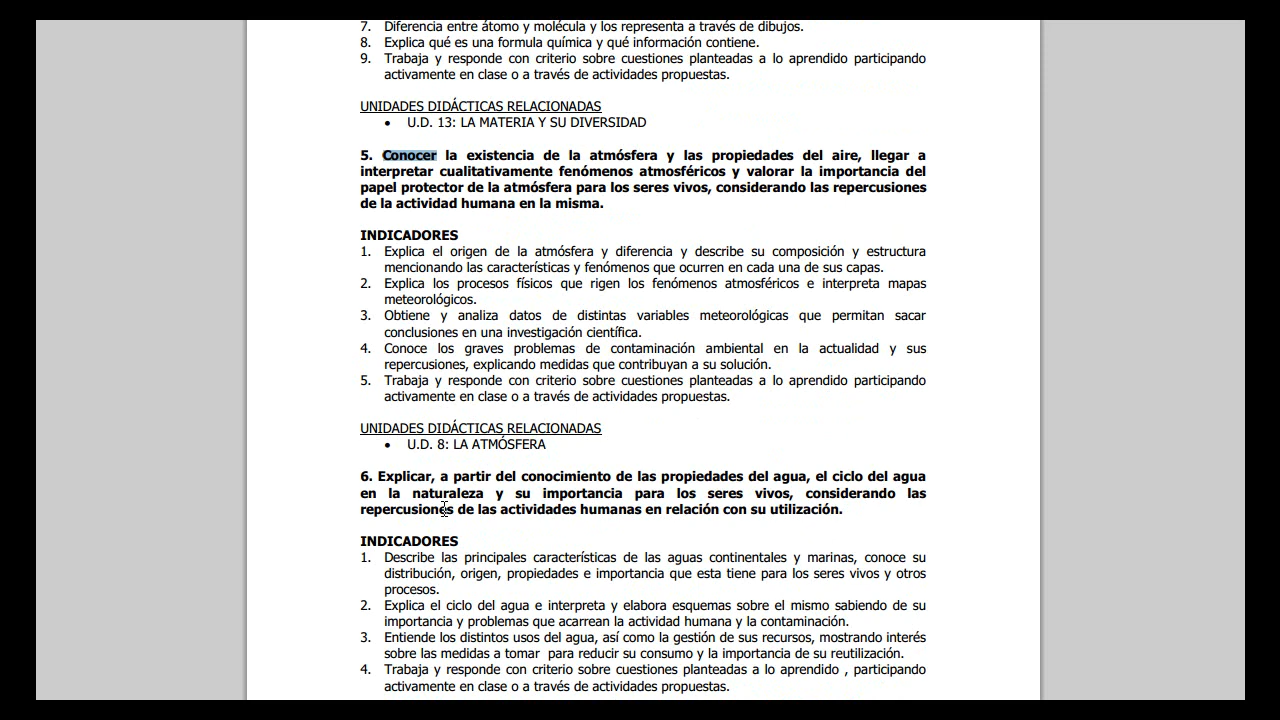 7. Diferencia entre átomo y molécula y los representa a través de dibujos.
8. Explica qué es una formula química y qué información contiene.
9. Trabaja y responde con criterio sobre cuestiones planteadas a lo aprendido participando
activamente en clase o a través de actividades propuestas.
UNIDADES DIDÁCTICAS RELACIONADAS
• U.D. 13: LA MATERIA Y SU DIVERSIDAD
5. Conocer la existencia de la atmósfera y las propiedades del aire, llegar a
interpretar cualitativamente fenómenos atmosféricos y valorar la importancia del
papel protector de la atmósfera para los seres vivos, considerando las repercusiones
de la actividad humana en la misma.
INDICADORES
1. Explica el origen de la atmósfera y diferencia y describe su composición y estructura
mencionando las características y fenómenos que ocurren en cada una de sus capas.
2. Explica los procesos físicos que rigen los fenómenos atmosféricos e interpreta mapas
meteorológicos.
3. Obtiene y analiza datos de distintas variables meteorológicas que permitan sacar
conclusiones en una investigación científica.
4. Conoce los graves problemas de contaminación ambiental en la actualidad y sus
repercusiones, explicando medidas que contribuyan a su solución.
5. Trabaja y responde con criterio sobre cuestiones planteadas a lo aprendido participando
activamente en clase o a través de actividades propuestas.
UNIDADES DIDÁCTICAS RELACIONADAS
• U.D. 8: LA ATMÓSFERA
6. Explicar, a partir del conocimiento de las propiedades del agua, el ciclo del agua
en la naturaleza y su importancia para los seres vivos, considerando las
repercusiones de las actividades humanas en relación con su utilización.
INDICADORES
1. Describe las principales características de las aguas continentales y marinas, conoce su
distribución, origen, propiedades e importancia que esta tiene para los seres vivos y otros
procesos.
2. Explica el ciclo del agua e interpreta y elabora esquemas sobre el mismo sabiendo de su
importancia y problemas que acarrean la actividad humana y la contaminación.
3. Entiende los distintos usos del agua, así como la gestión de sus recursos, mostrando interés
sobre las medidas a tomar  para reducir su consumo y la importancia de su reutilización.
4. Trabaja y responde con criterio sobre cuestiones planteadas a lo aprendido , participando
activamente en clase o a través de actividades propuestas.